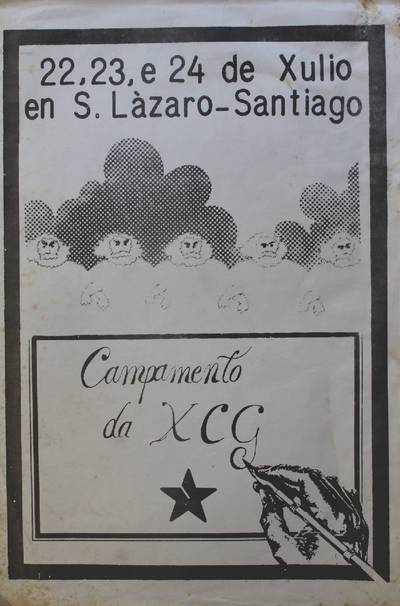 22,23, e 24 de Xulio
en S. Làzaro-Santiago
Campamento
da XCG